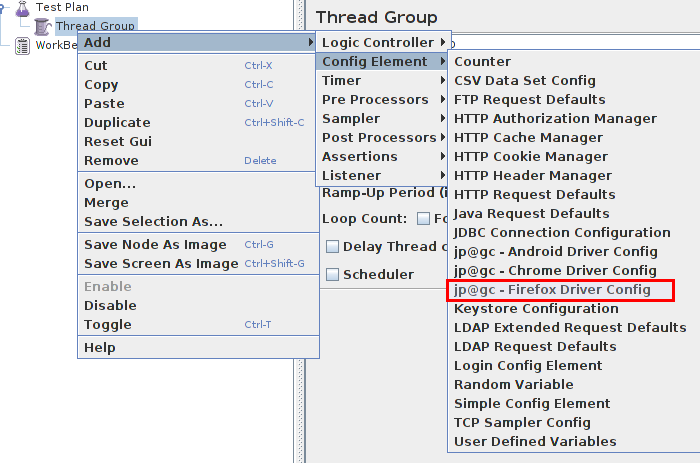 Test Plan
Thread Group
WorkBe
Add
Cut Ctrl-X
Copy Ctrl-C
Paste Ctrl-V
Duplicate Ctrl+Shift-C
Reset Gui
Remove Delete
Open...
Merge
Save Selection As...
Save Node As Image Ctrl-G
Save Screen As Image Ctrl+Shift-G
Enable
Disable
Toggle Ctrl-T
Help
Thread Group
Logic Controller
Config Element
Timer
Pre Processors
Sampler
Post Processors
Assertions
Listener
Ramp-Up Period (i
Loop Count: Fo
Delay Thread c
Scheduler
Counter
CSV Data Set Config
FTP Request Defaults
HTTP Authorization Manager
HTTP Cache Manager
HTTP Cookie Manager
HTTP Header Manager
HTTP Request Defaults
Java Request Defaults
JDBC Connection Configuration
jp@gc - Android Driver Config
jp@gc - Chrome Driver Config
jp@gc - Firefox Driver Config
Keystore Configuration
LDAP Extended Request Defaults
LDAP Request Defaults
Login Config Element
Random Variable
Simple Config Element
TCP Sampler Config
User Defined Variables